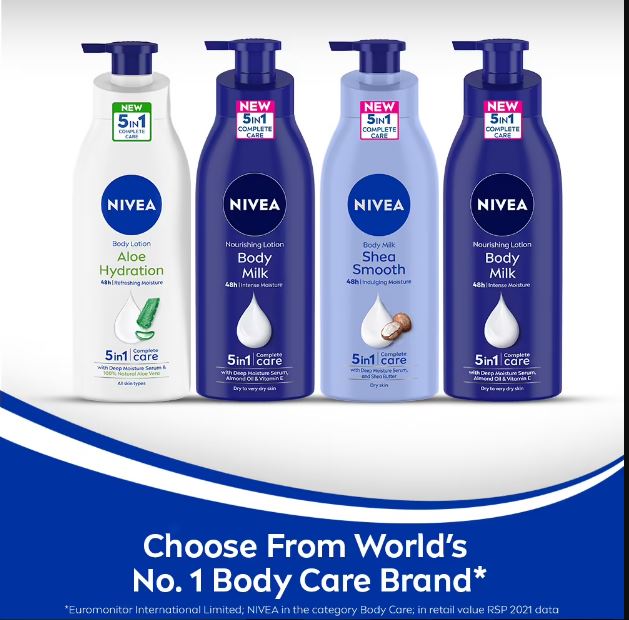 NEW
5IN1
COMPLETE
CARE
NIVEA
Body Lotion
Aloe
Hydration
48h | Refreshing Moisture
5in1 | Complete care
with Deep Moisture Serum &
100% Natural Aloe Vera
All skin types
NEW
5IN1
COMPLETE
CARE
NIVEA
Nourishing Lotion
Body
Milk
48h | Intense Moisture
5in1 | Complete care
with Deep Moisture Serum,
Almond Oil & Vitamin E
Dry to very dry skin
NEW
5IN1
COMPLETE
CARE
NIVEA
Body Milk
Shea
Smooth
48h | Indulging Moisture
5in1 | Complete care
with Deep Moisture Serum,
and Shea Butter
Dry skin
NEW
5IN1
COMPLETE
CARE
NIVEA
Nourishing Lotion
Body
Milk
48h | Intense Moisture
5in1 | Complete care
with Deep Moisture Serum,
Almond Oil & Vitamin E
Dry to very dry skin
Choose From World's
No. 1 Body Care Brand*
*Euromonitor International Limited; NIVEA in the category Body Care; in retail value RSP 2021 data